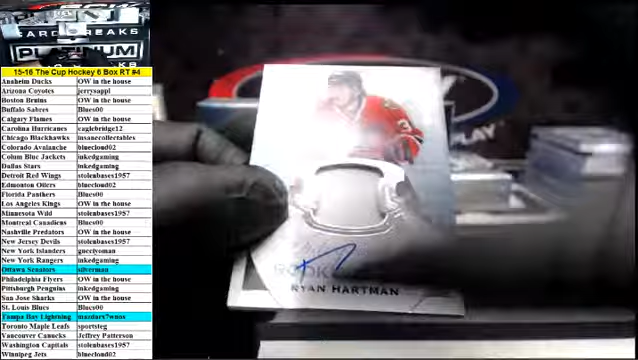 CARD BREAKS
PLATINUM
15-16 The Cup Hockey 6 Box RT #4
Anaheim Ducks OW in the house
Arizona Coyotes jerrysappl
Boston Bruins OW in the house
Buffalo Sabres Blues00
Calgary Flames OW in the house
Carolina Hurricanes caglebridge12
Chicago Blackhawks insanecollectables
Colorado Avalanche bluecloud02
Colum Blue Jackets inkedgaming
Dallas Stars inkedgaming
Detroit Red Wings stolenbases1957
Edmonton Oilers bluecloud02
Florida Panthers Blues00
Los Angeles Kings OW in the house
Minnesota Wild stolenbases1957
Montreal Canadiens Blues00
Nashville Predators OW in the house
New Jersey Devils stolenbases1957
New York Islanders gucciyoman
New York Rangers inkedgaming
Ottawa Senators silverman
Philadelphia Flyers OW in the house
Pittsburgh Penguins inkedgaming
San Jose Sharks OW in the house
St. Louis Blues Blues00
Tampa Bay Lightning
Toronto Maple Leafs sportsteg
Vancouver Canucks Jeffrey Patterson
Washington Capitals stolenbases1957
Winnipeg Jets bluecloud02
RYAN HARTMAN